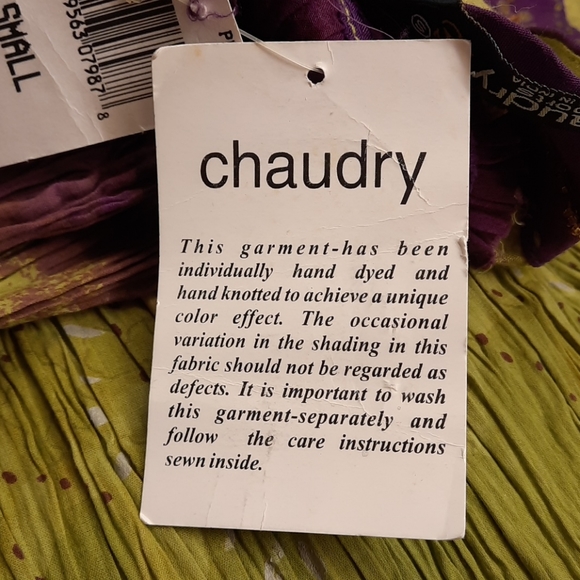 SMALL
chaudry
This garment-has been
individually hand dyed and
hand knotted to achieve a unique
color effect. The occasional
variation in the shading in this
fabric should not be regarded as
defects. It is important to wash
this garment-separately and
follow the care instructions
sewn inside.